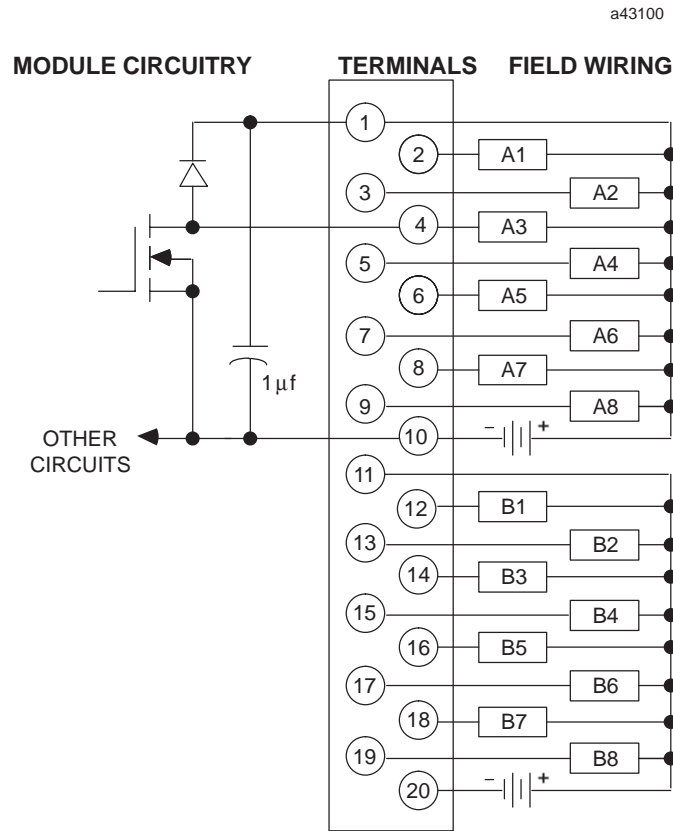 a43100
MODULE CIRCUITRY TERMINALS FIELD WIRING
1
2 A1
3 A2
4 A3
5 A4
6 A5
7 A6
8 A7
1μf
9 A8
OTHER CIRCUITS 10 - +
11
12 B1
13 B2
14 B3
15 B4
16 B5
17 B6
18 B7
19 B8
20 - +